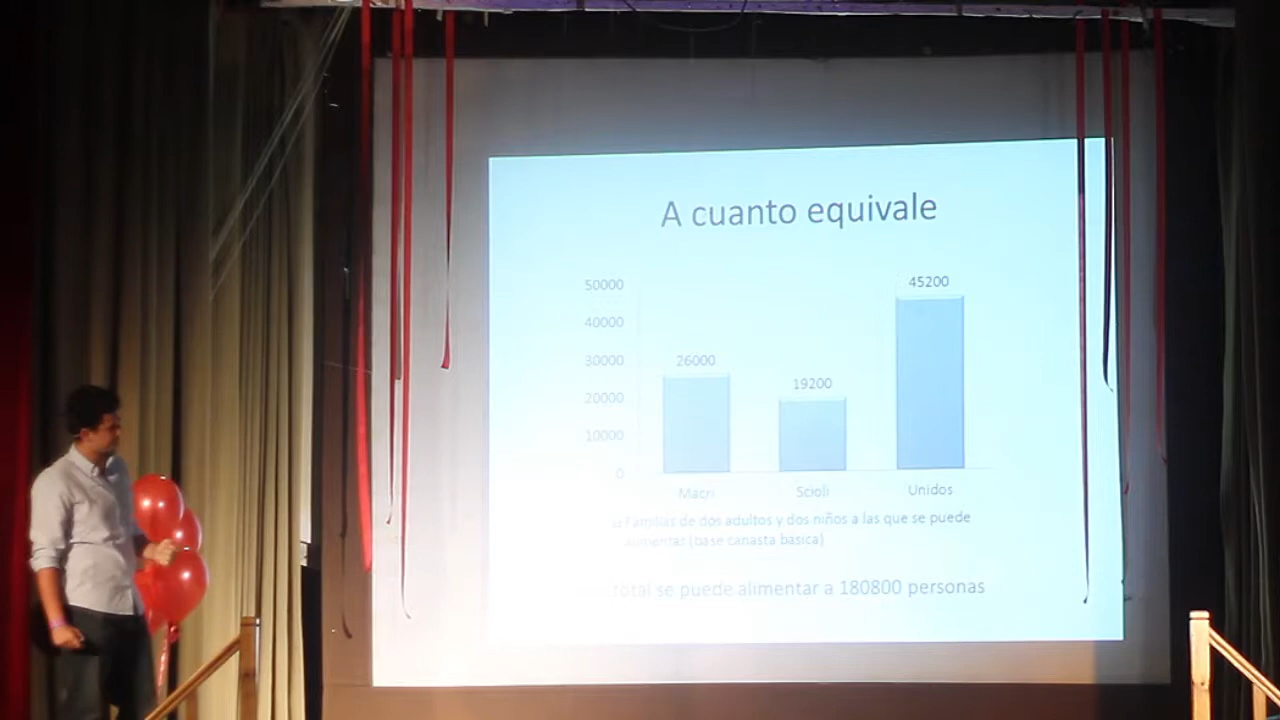 A cuanto equivale
50000
40000
30000
20000
10000
0
26000
19200
45200
Macri
Scioli
Unidos
Familias de dos adultos y dos niños a las que se puede
alimentar (base canasta basica)
total se puede alimentar a 180800 personas